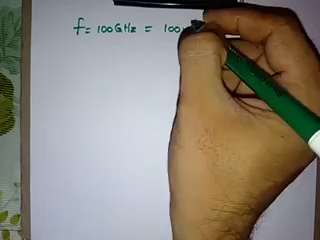 f = 100 GHz = 100